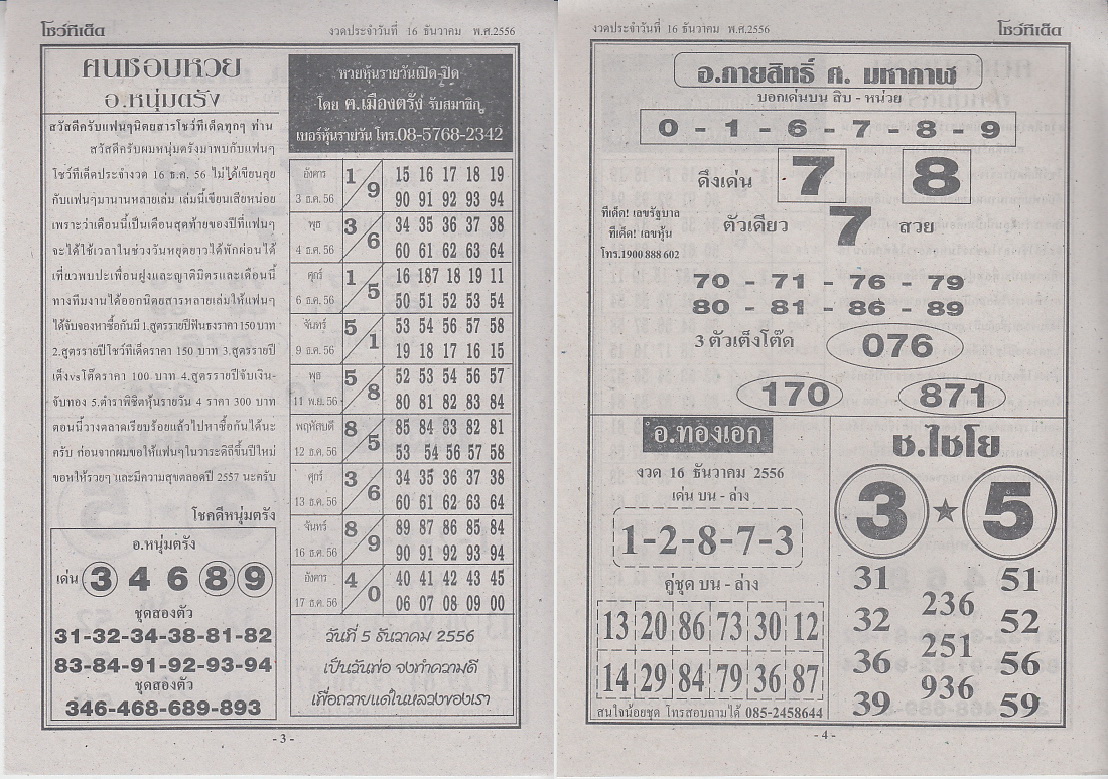 โชว์ทีเด็ด
งวดประจำวันที่ 16 ธันวาคม พ.ศ.2556
คนชอบหวย
อ.หนุ่มตรัง
สวัสดีครับแฟนๆนิตยสารโชว์ทีเด็ดทุกๆ ท่าน
สวัสดีครับผมหนุ่มตรังมาพบกับแฟนๆ
โชว์ทีเด็ดประจำงวด 16 ธ.ค. 56 ไม่ได้เขียนคุย
กับแฟนๆมานานหลายเล่ม เล่มนี้เขียนเสียหน่อย
เพราะว่าเดือนนี้เป็นเดือนสุดท้ายของปีที่แฟนๆ
จะได้ใช้เวลาในช่วงวันหยุดยาวได้พักผ่อนได้
เที่ยวพบปะเพื่อนฝูงและญาติมิตรและเดือนนี้
ทางทีมงานได้ออกนิตยสารหลายเล่มให้แฟนๆ
ได้จับจองหาซื้อกันมี 1.สูตรรายปีฟันธงราคา150บาท
2.สูตรรายปีโชว์ทีเด็ดราคา 150 บาท 3.สูตรรายปี
เต็งvsโต๊ดราคา 100 บาท 4.สูตรรายปีจับเงิน-
จับทอง 5.ตำราพิชิตหุ้นรายวัน 4 ราคา 300 บาท
ตอนนี้วางตลาดเรียบร้อยแล้วไปหาซื้อกันได้นะ
ครับ ก่อนจากผมขอให้แฟนๆในวาระดิถีขึ้นปีใหม่
ขอพรให้รวยๆ และมีความสุขตลอดปี 2557 นะครับ
โชคดีหนุ่มตรัง
อ.หนุ่มตรัง
เด่น 3 4 6 8 9
ชุดสองตัว
31-32-34-38-81-82
83-84-91-92-93-94
ชุดสองตัว
346-468-689-893
หวยหุ้นรายวันเปิด-ปิด
โดย ศ.เมืองตรัง รับสมาชิก
เบอร์หุ้นรายวัน โทร.08-5768-2342
อังคาร 3 ธ.ค. 56 1/9 15 16 17 18 19
90 91 92 93 94
พุธ 4 ธ.ค. 56 3/6 34 35 36 37 38
60 61 62 63 64
ศุกร์ 6 ธ.ค. 56 1/5 16 187 18 19 11
50 51 52 53 54
จันทร์ 9 ธ.ค. 56 5/1 53 54 56 57 58
19 18 17 16 15
พุธ 11 พ.ย. 56 5/8 52 53 54 56 57
80 81 82 83 84
พฤหัสบดี 12 ธ.ค. 56 8/5 85 84 03 82 81
53 54 56 57 58
ศุกร์ 13 ธ.ค. 56 3/6 34 35 36 37 38
60 61 62 63 64
จันทร์ 16 ธ.ค. 56 8/9 89 87 86 85 84
90 91 92 93 94
อังคาร 17 ธ.ค. 56 4/0 40 41 42 43 45
06 07 08 09 00
วันที่ 5 ธันวาคม 2556
เป็นวันพ่อ จงทำความดี
เพื่อถวายแด่ในหลวงของเรา
- 3 -
งวดประจำวันที่ 16 ธันวาคม พ.ศ.2556
โชว์ทีเด็ด
อ.กายสิทธิ์ ศ. มหากาฬ
บอกเด่นบน สิบ - หน่วย
0 - 1 - 6 - 7 - 8 - 9
ดึงเด่น 7 8
ทีเด็ด! เลขรัฐบาล
ทีเด็ด! เลขหุ้น
โทร.1900 888 602
ตัวเดียว 7 สวย
70 - 71 - 76 - 79
80 - 81 - 86 - 89
3 ตัวเต็งโต๊ด 076
170 871
อ.ทองเอก
งวด 16 ธันวาคม 2556
เด่น บน - ล่าง
1-2-8-7-3
คู่ชุด บน - ล่าง
13 20 86 73 30 12
14 29 84 79 36 87
สนใจน้อยชุด โทรสอบถามได้ 085-2458644
ช.ไชโย
3 ★ 5
31 51
236
32 52
251
36 56
936
39 59
- 4 -